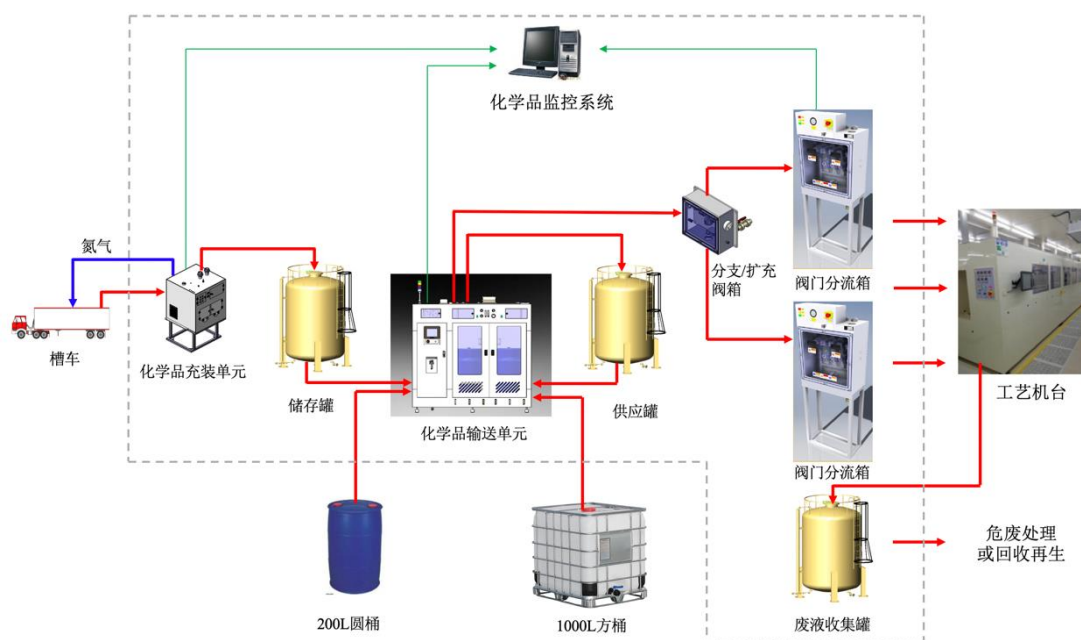 化学品监控系统
氮气
槽车
化学品充装单元
储存罐
化学品输送单元
供应罐
分支/扩充
阀箱
阀门分流箱
阀门分流箱
工艺机台
200L圆桶
1000L方桶
废液收集罐
危废处理
或回收再生